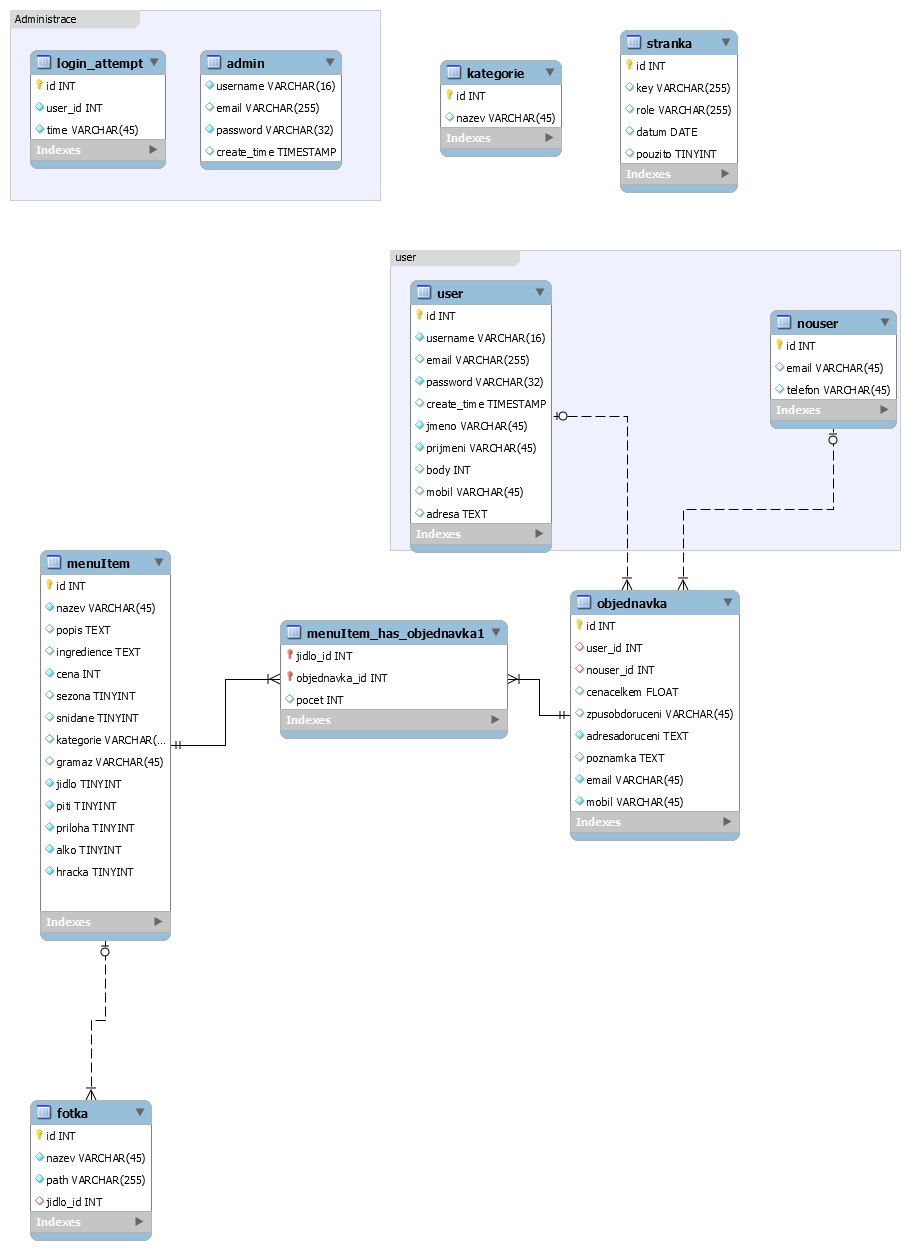 Administrace
login_attempt
id INT
user_id INT
time VARCHAR(45)
Indexes
admin
username VARCHAR(16)
email VARCHAR(255)
password VARCHAR(32)
create_time TIMESTAMP
kategorie
id INT
nazev VARCHAR(45)
Indexes
stranka
id INT
key VARCHAR(255)
role VARCHAR(255)
datum DATE
pouzito TINYINT
Indexes
user
user
id INT
username VARCHAR(16)
email VARCHAR(255)
password VARCHAR(32)
create_time TIMESTAMP
jmeno VARCHAR(45)
prijmeni VARCHAR(45)
body INT
mobil VARCHAR(45)
adresa TEXT
Indexes
nouser
id INT
email VARCHAR(45)
telefon VARCHAR(45)
Indexes
menuItem
id INT
nazev VARCHAR(45)
popis TEXT
ingredience TEXT
cena INT
sezona TINYINT
snidane TINYINT
kategorie VARCHAR(...
gramaz VARCHAR(45)
jidlo TINYINT
piti TINYINT
priloha TINYINT
alko TINYINT
hracka TINYINT
Indexes
menuItem_has_objednavka1
jidlo_id INT
objednavka_id INT
pocet INT
Indexes
objednavka
id INT
user_id INT
nouser_id INT
cenacelkem FLOAT
zpusobdoruceni VARCHAR(45)
adresadoruceni TEXT
poznamka TEXT
email VARCHAR(45)
mobil VARCHAR(45)
Indexes
fotka
id INT
nazev VARCHAR(45)
path VARCHAR(255)
jidlo_id INT
Indexes